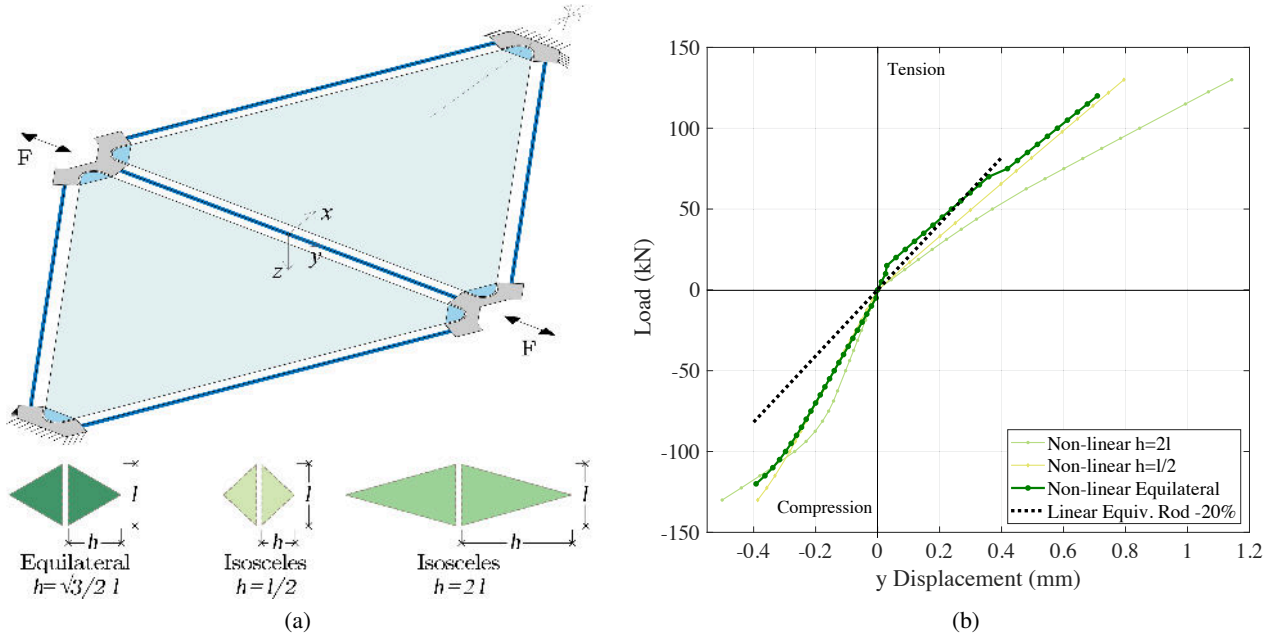 F
x
y
z
F
l
h
Equilateral
h=√3/2 l
l
h
Isosceles
h=l/2
l
h
Isosceles
h=2l
(a)
150
100
50
0
-50
-100
-150
Load (kN)
Tension
Compression
Non-linear h=2l
Non-linear h=l/2
Non-linear Equilateral
Linear Equiv. Rod -20%
-0.4 -0.2 0 0.2 0.4 0.6 0.8 1 1.2
y Displacement (mm)
(b)